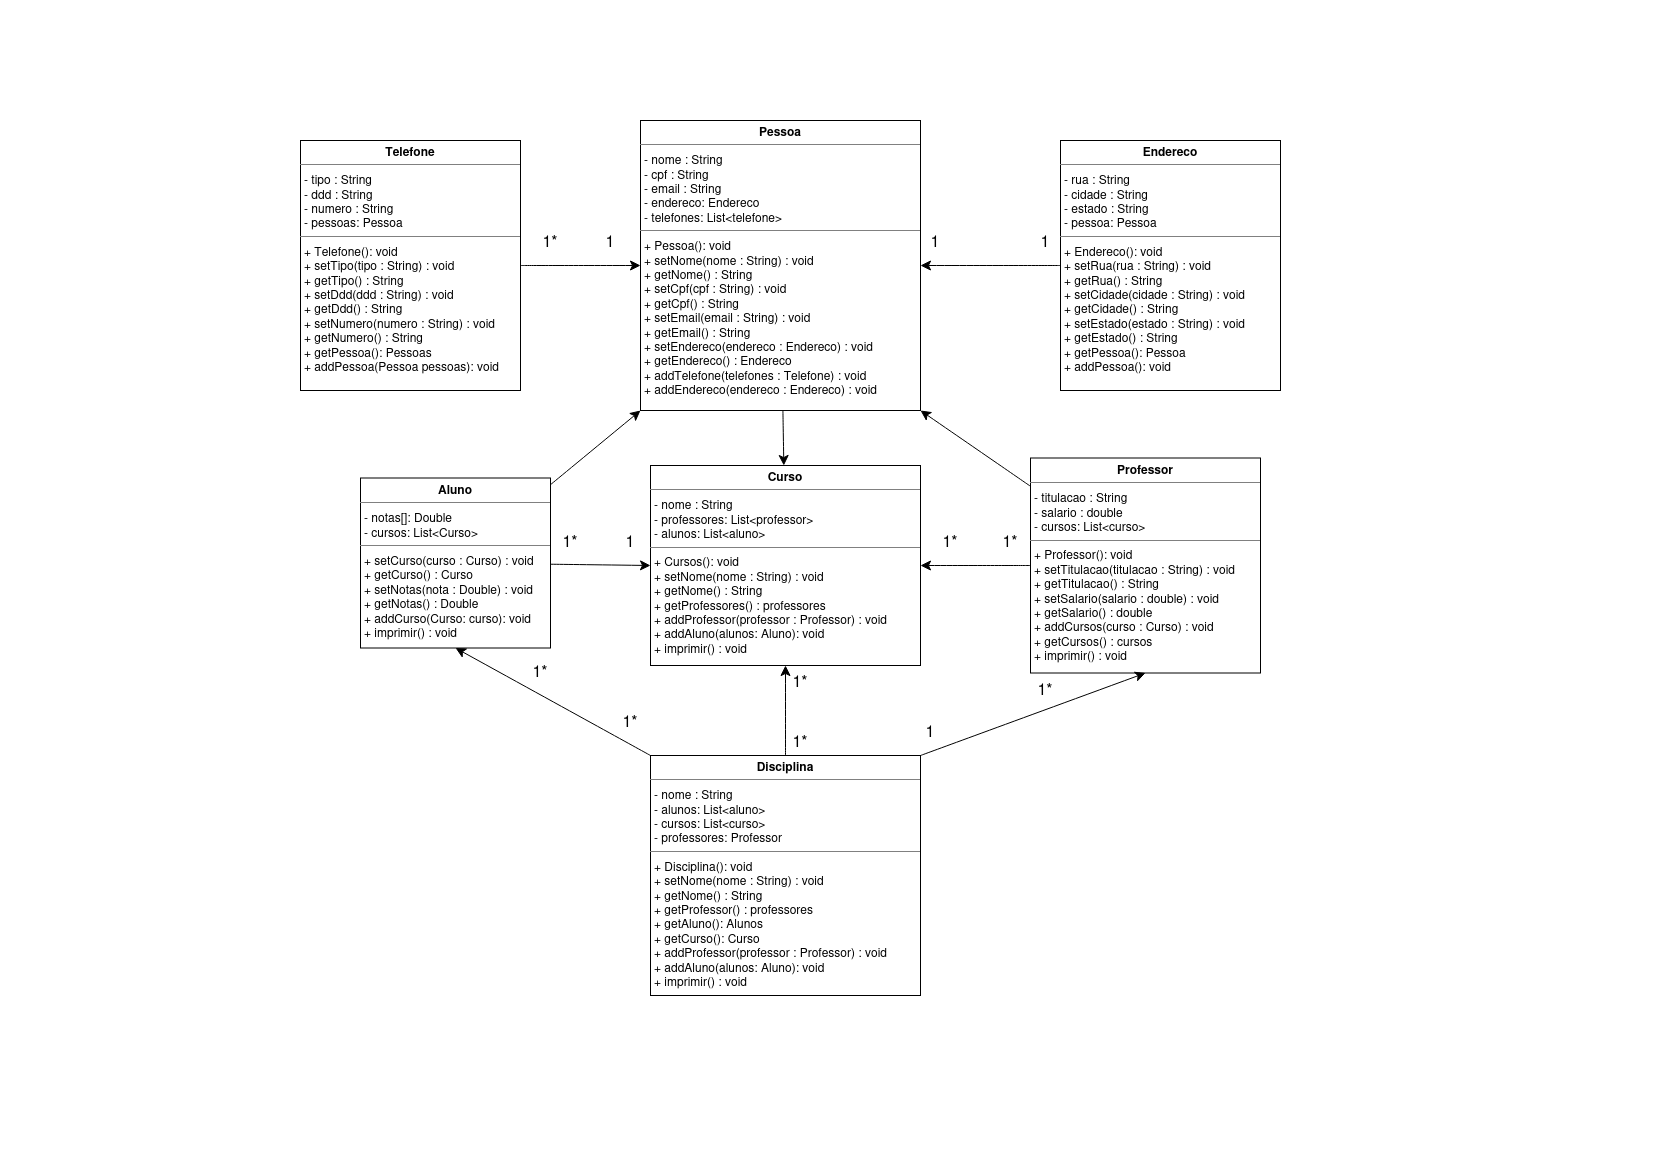 Telefone
- tipo : String
- ddd : String
- numero : String
- pessoas: Pessoa
+ Telefone(): void
+ setTipo(tipo : String) : void
+ getTipo() : String
+ setDdd(ddd : String) : void
+ getDdd() : String
+ setNumero(numero : String) : void
+ getNumero() : String
+ getPessoa(): Pessoas
+ addPessoa(Pessoa pessoas): void
1*
1
Pessoa
- nome : String
- cpf : String
- email : String
- endereco: Endereco
- telefones: List<telefone>
+ Pessoa(): void
+ setNome(nome : String) : void
+ getNome() : String
+ setCpf(cpf : String) : void
+ getCpf() : String
+ setEmail(email : String) : void
+ getEmail() : String
+ setEndereco(endereco : Endereco) : void
+ getEndereco() : Endereco
+ addTelefone(telefones : Telefone) : void
+ addEndereco(endereco : Endereco) : void
1
1
Endereco
- rua : String
- cidade : String
- estado : String
- pessoa: Pessoa
+ Endereco(): void
+ setRua(rua : String) : void
+ getRua() : String
+ setCidade(cidade : String) : void
+ getCidade() : String
+ setEstado(estado : String) : void
+ getEstado() : String
+ getPessoa() : Pessoa
+ addPessoa(): void
Aluno
- notas[]: Double
- cursos: List<Curso>
+ setCurso(curso : Curso) : void
+ getCurso() : Curso
+ setNotas(nota : Double) : void
+ getNotas() : Double
+ addCurso(Curso: curso): void
+ imprimir() : void
1*
1
Curso
- nome : String
- professores: List<professor>
- alunos: List<aluno>
+ Cursos(): void
+ setNome(nome : String) : void
+ getNome() : String
+ getProfessores() : professores
+ addProfessor(professor : Professor) : void
+ addAluno(alunos: Aluno): void
+ imprimir() : void
1*
1*
Professor
- titulacao : String
- salario : double
- cursos: List<curso>
+ Professor(): void
+ setTitulacao(titulacao : String) : void
+ getTitulacao() : String
+ setSalario(salario : double) : void
+ getSalario() : double
+ addCursos(curso : Curso) : void
+ getCursos() : cursos
+ imprimir() : void
1*
1*
1*
1*
1*
1
Disciplina
- nome : String
- alunos: List<aluno>
- cursos: List<curso>
- professores: Professor
+ Disciplina(): void
+ setNome(nome : String) : void
+ getNome() : String
+ getProfessor() : professores
+ getAluno(): Alunos
+ getCurso(): Curso
+ addProfessor(professor : Professor) : void
+ addAluno(alunos: Aluno): void
+ imprimir() : void